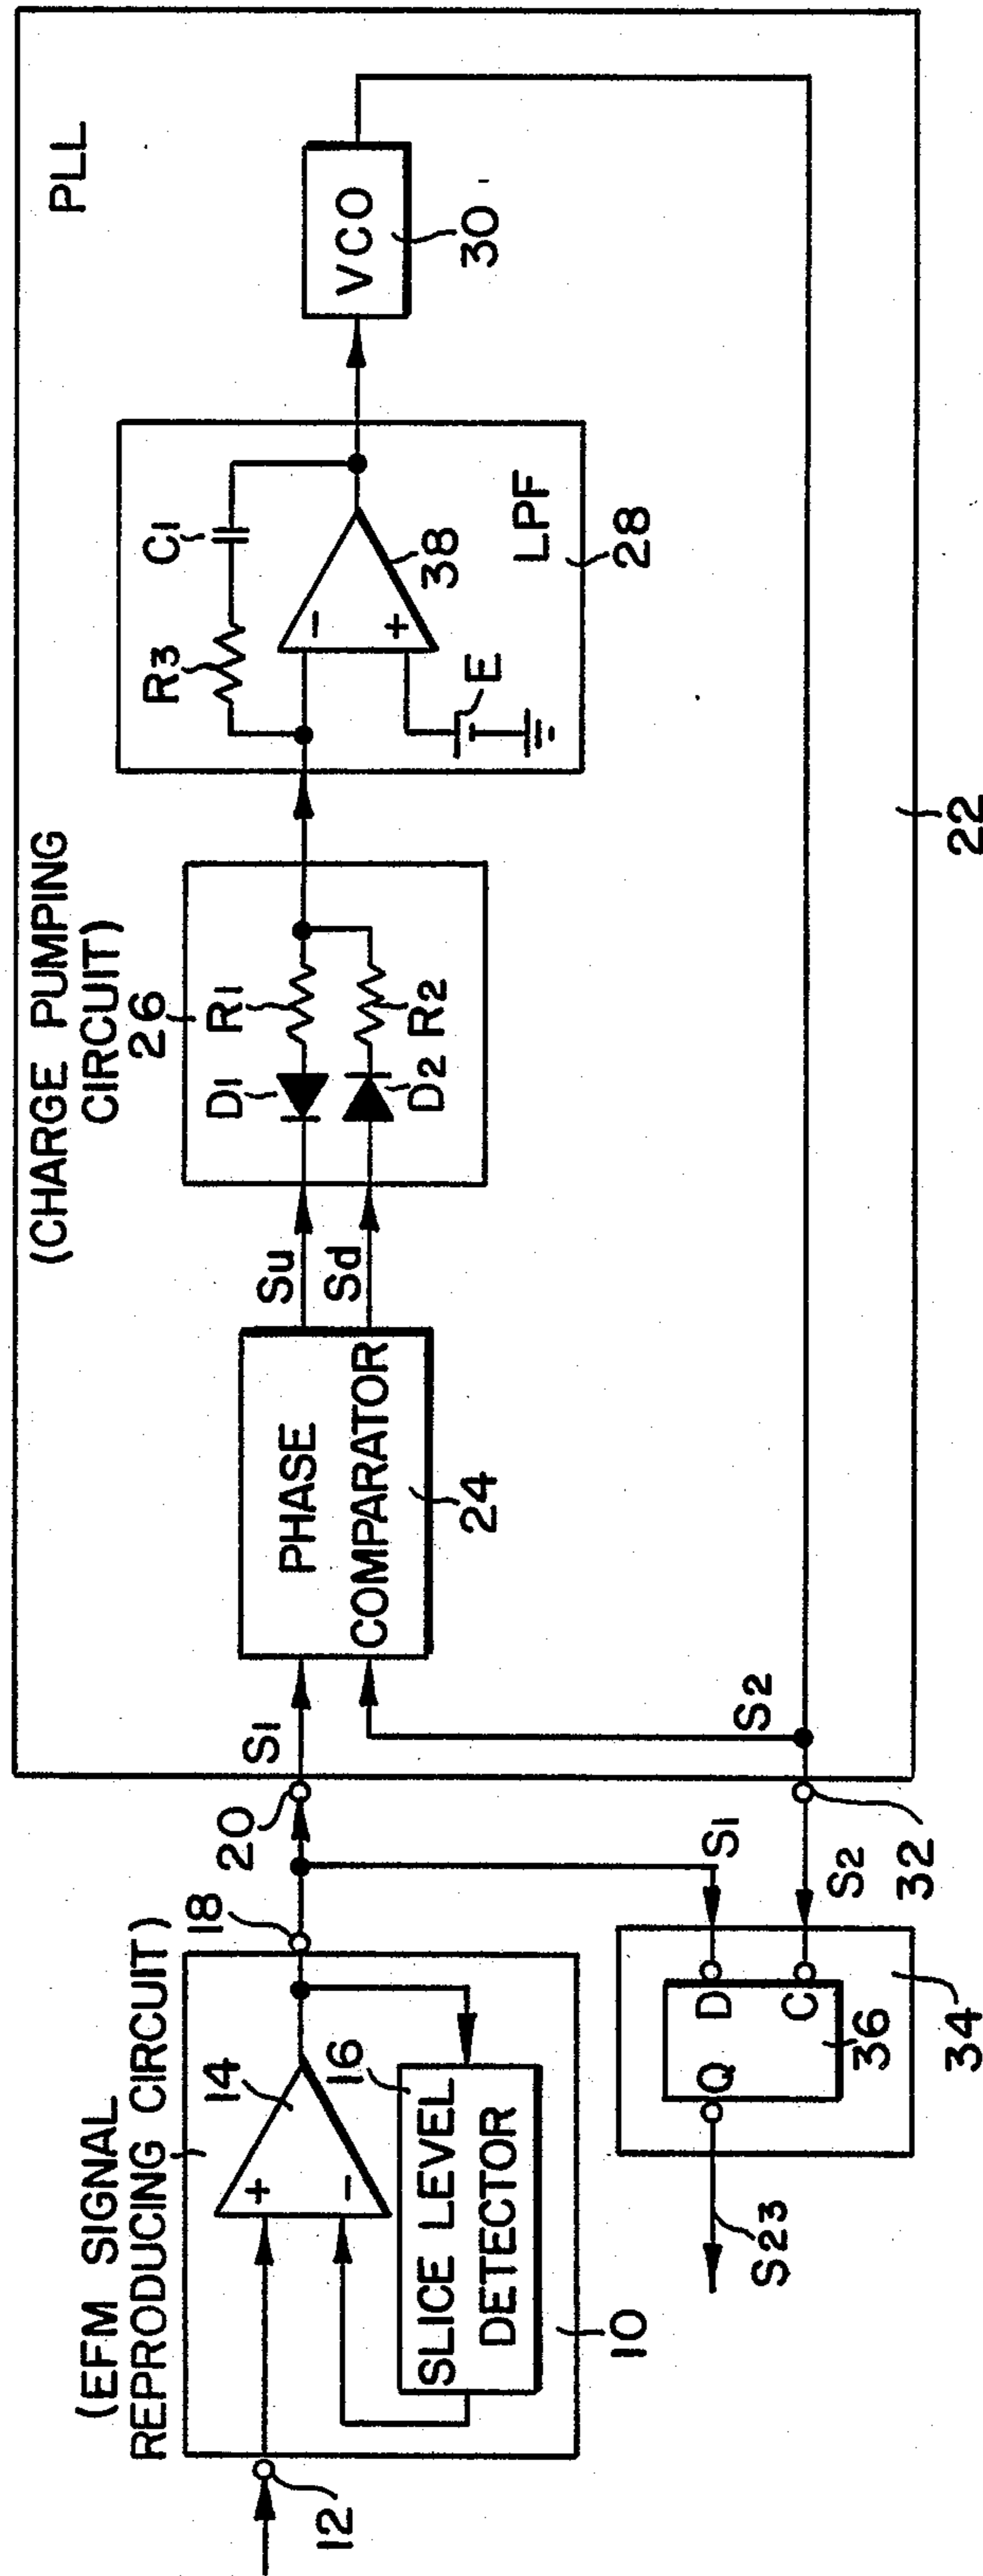 (EFM SIGNAL
REPRODUCING CIRCUIT)
12
14
+
−
16
SLICE LEVEL
DETECTOR
10
18
20
S1
S1
S2
32
D
C
Q
36
34
S23
PLL
(CHARGE PUMPING
CIRCUIT)
26
S1
PHASE
COMPARATOR
24
S2
Su
Sd
D1
R1
D2
R2
R3
C1
−
+
38
E
LPF
28
VCO
30
22